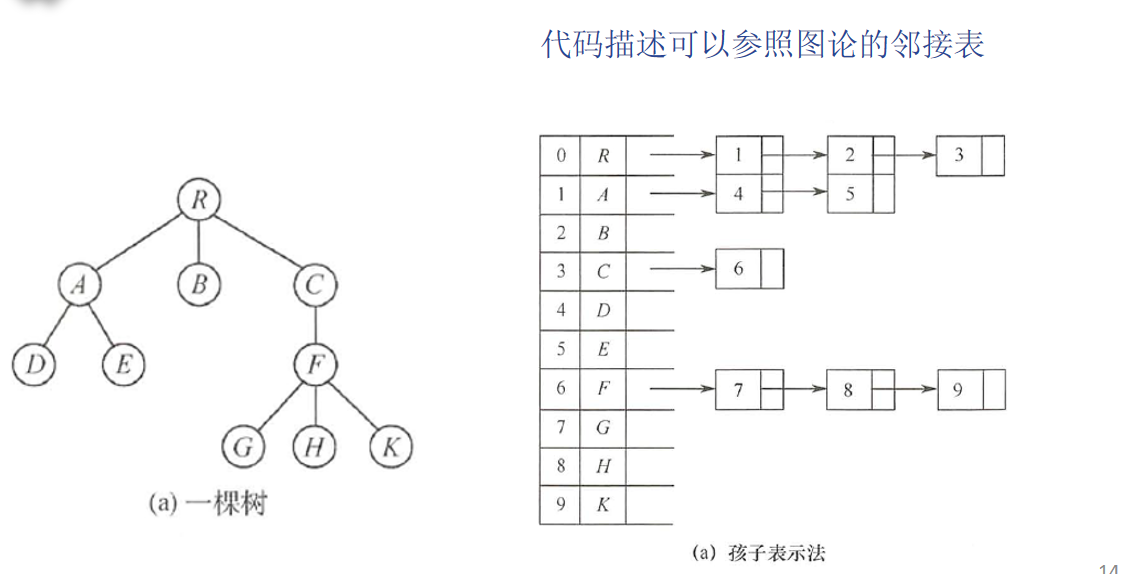 代码描述可以参照图论的邻接表
R
A B C
D E F
G H K
(a) 一棵树
0 R 1 2 3
1 A 4 5
2 B
3 C 6
4 D
5 E
6 F 7 8 9
7 G
8 H
9 K
(a) 孩子表示法
14